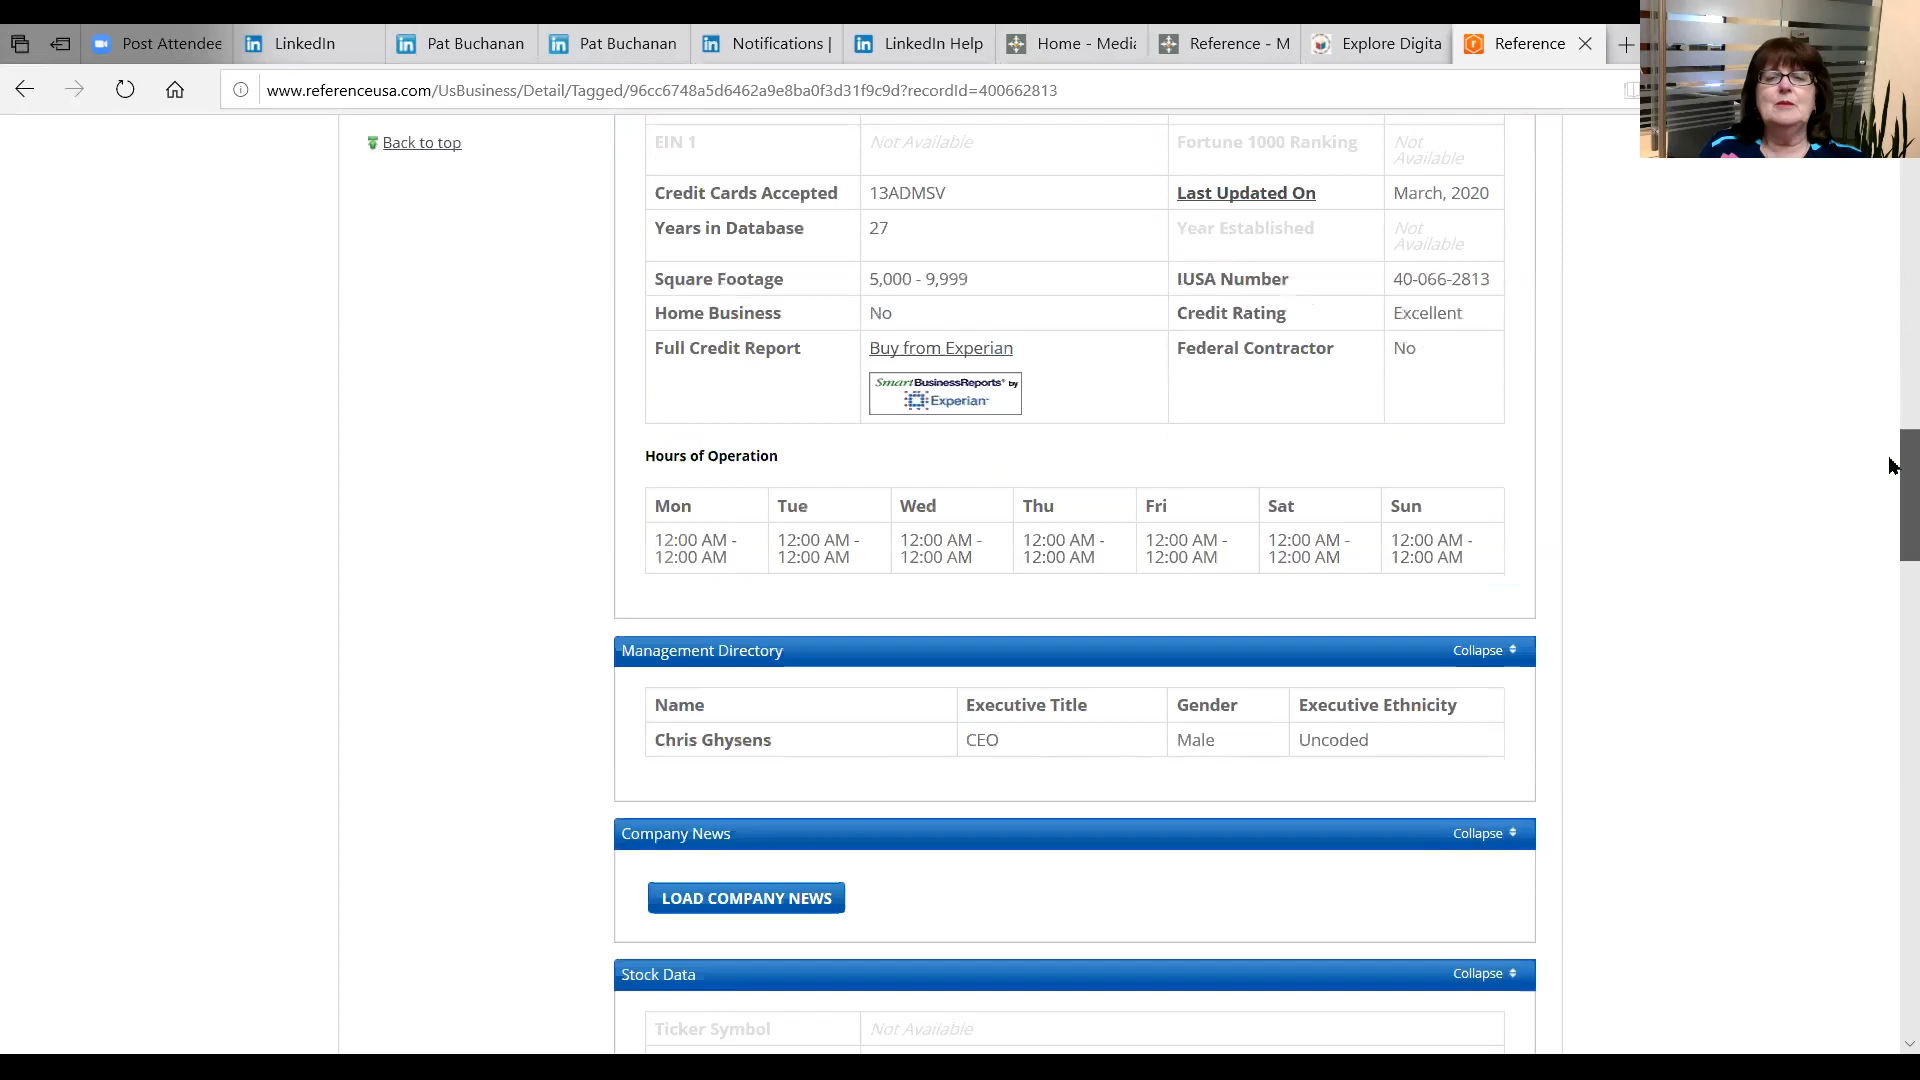 Post Attendee
LinkedIn
Pat Buchanan
Pat Buchanan
Notifications |
LinkedIn Help
Home - Media
Reference - M
Explore Digita
Reference
www.referenceusa.com/UsBusiness/Detail/Tagged/96cc6748a5d6462a9e8ba0f3d31f9c9d?recordId=400662813
Back to top
EIN 1 Not Available Fortune 1000 Ranking Not
Available
Credit Cards Accepted 13ADMSV Last Updated On March, 2020
Years in Database 27 Year Established Not
Available
Square Footage 5,000 - 9,999 IUSA Number 40-066-2813
Home Business No Credit Rating Excellent
Full Credit Report Buy from Experian Federal Contractor No
SmartBusinessReports® by
Experian™
Hours of Operation
Mon Tue Wed Thu Fri Sat Sun
12:00 AM - 12:00 AM - 12:00 AM - 12:00 AM - 12:00 AM - 12:00 AM - 12:00 AM -
12:00 AM 12:00 AM 12:00 AM 12:00 AM 12:00 AM 12:00 AM 12:00 AM
Management Directory Collapse
Name Executive Title Gender Executive Ethnicity
Chris Ghysens CEO Male Uncoded
Company News Collapse
LOAD COMPANY NEWS
Stock Data Collapse
Ticker Symbol Not Available